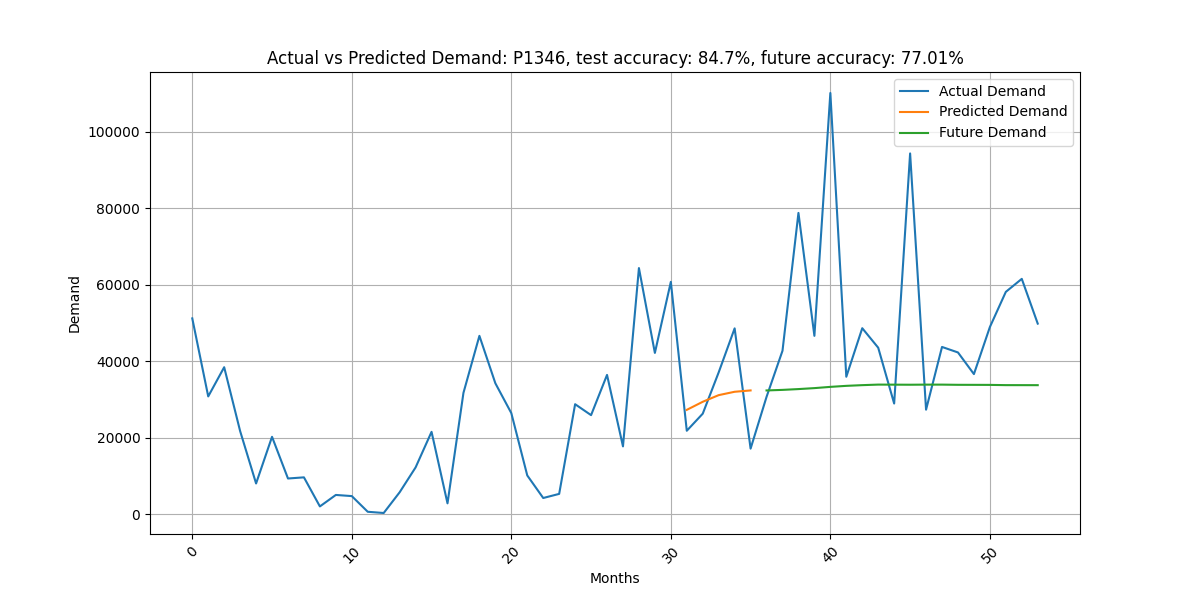 Actual vs Predicted Demand: P1346, test accuracy: 84.7%, future accuracy: 77.01%
Actual Demand
Predicted Demand
Future Demand
Demand
100000
80000
60000
40000
20000
0
0
10
20
30
40
50
Months